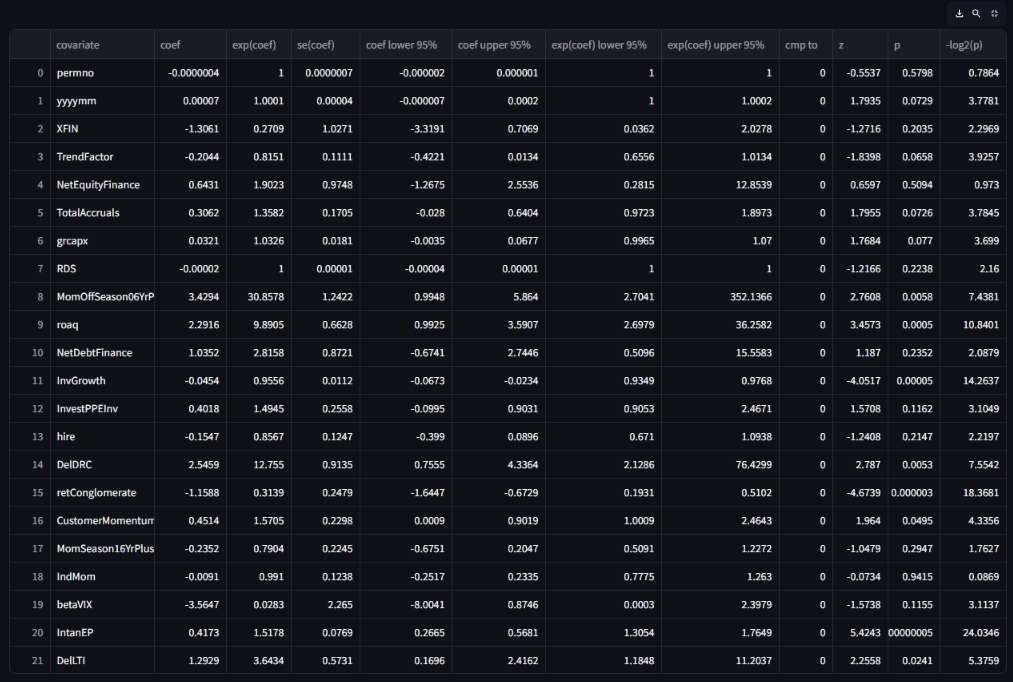 covariate coef exp(coef) se(coef) coef lower 95% coef upper 95% exp(coef) lower 95% exp(coef) upper 95% cmp to z p -log2(p)
0 permno -0.0000004 1 0.0000007 -0.000002 0.000001 1 1 0 -0.5537 0.5798 0.7864
1 yyyymm 0.00007 1.0001 0.00004 -0.000007 0.0002 1 1.0002 0 1.7935 0.0729 3.7781
2 XFIN -1.3061 0.2709 1.0271 -3.3191 0.7069 0.0362 2.0278 0 -1.2716 0.2035 2.2969
3 TrendFactor -0.2044 0.8151 0.1111 -0.4221 0.0134 0.6556 1.0134 0 -1.8398 0.0658 3.9257
4 NetEquityFinance 0.6431 1.9023 0.9748 -1.2675 2.5536 0.2815 12.8539 0 0.6597 0.5094 0.973
5 TotalAccruals 0.3062 1.3582 0.1705 -0.028 0.6404 0.9723 1.8973 0 1.7955 0.0726 3.7845
6 grcapx 0.0321 1.0326 0.0181 -0.0035 0.0677 0.9965 1.07 0 1.7684 0.077 3.699
7 RDS -0.00002 1 0.00001 -0.00004 0.00001 1 1 0 -1.2166 0.2238 2.16
8 MomOffSeason06YrP 3.4294 30.8578 1.2422 0.9948 5.864 2.7041 352.1366 0 2.7608 0.0058 7.4381
9 roaq 2.2916 9.8905 0.6628 0.9925 3.5907 2.6979 36.2582 0 3.4573 0.0005 10.8401
10 NetDebtFinance 1.0352 2.8158 0.8721 -0.6741 2.7446 0.5096 15.5583 0 1.187 0.2352 2.0879
11 InvGrowth -0.0454 0.9556 0.0112 -0.0673 -0.0234 0.9349 0.9768 0 -4.0517 0.00005 14.2637
12 InvestPPEInv 0.4018 1.4945 0.2558 -0.0995 0.9031 0.9053 2.4671 0 1.5708 0.1162 3.1049
13 hire -0.1547 0.8567 0.1247 -0.399 0.0896 0.671 1.0938 0 -1.2408 0.2147 2.2197
14 DelDRC 2.5459 12.755 0.9135 0.7555 4.3364 2.1286 76.4299 0 2.787 0.0053 7.5542
15 retConglomerate -1.1588 0.3139 0.2479 -1.6447 -0.6729 0.1931 0.5102 0 -4.6739 0.000003 18.3681
16 CustomerMomentum 0.4514 1.5705 0.2298 0.0009 0.9019 1.0009 2.4643 0 1.964 0.0495 4.3356
17 MomSeason16YrPlus -0.2352 0.7904 0.2245 -0.6751 0.2047 0.5091 1.2272 0 -1.0479 0.2947 1.7627
18 IndMom -0.0091 0.991 0.1238 -0.2517 0.2335 0.7775 1.263 0 -0.0734 0.9415 0.0869
19 betaVIX -3.5647 0.0283 2.265 -8.0041 0.8746 0.0003 2.3979 0 -1.5738 0.1155 3.1137
20 IntanEP 0.4173 1.5178 0.0769 0.2665 0.5681 1.3054 1.7649 0 5.4243 00000005 24.0346
21 DelLTI 1.2929 3.6434 0.5731 0.1696 2.4162 1.1848 11.2037 0 2.2558 0.0241 5.3759